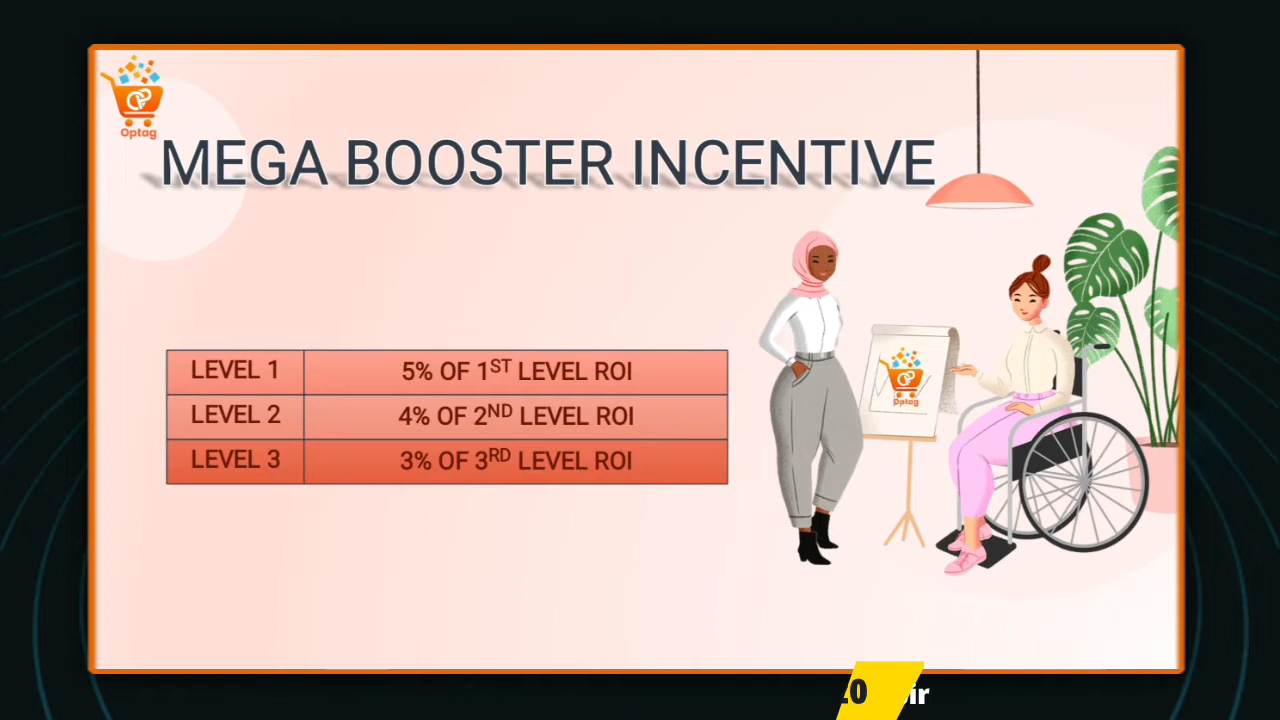 Optag
MEGA BOOSTER INCENTIVE
LEVEL 1 5% OF 1ST LEVEL ROI
LEVEL 2 4% OF 2ND LEVEL ROI
LEVEL 3 3% OF 3RD LEVEL ROI
Optag